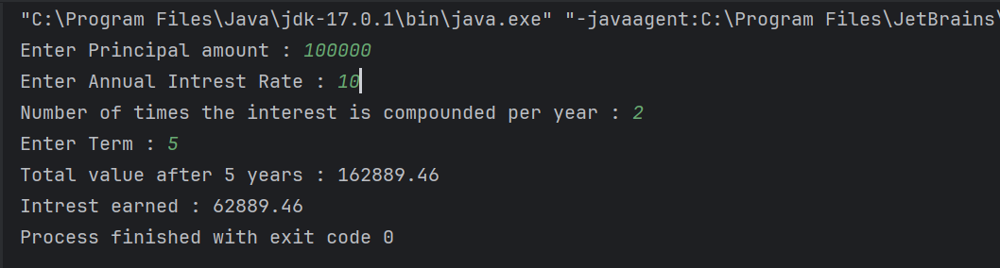 "C:\Program Files\Java\jdk-17.0.1\bin\java.exe" "-javaagent:C:\Program Files\JetBrains\
Enter Principal amount : 100000
Enter Annual Intrest Rate : 10
Number of times the interest is compounded per year : 2
Enter Term : 5
Total value after 5 years : 162889.46
Intrest earned : 62889.46
Process finished with exit code 0